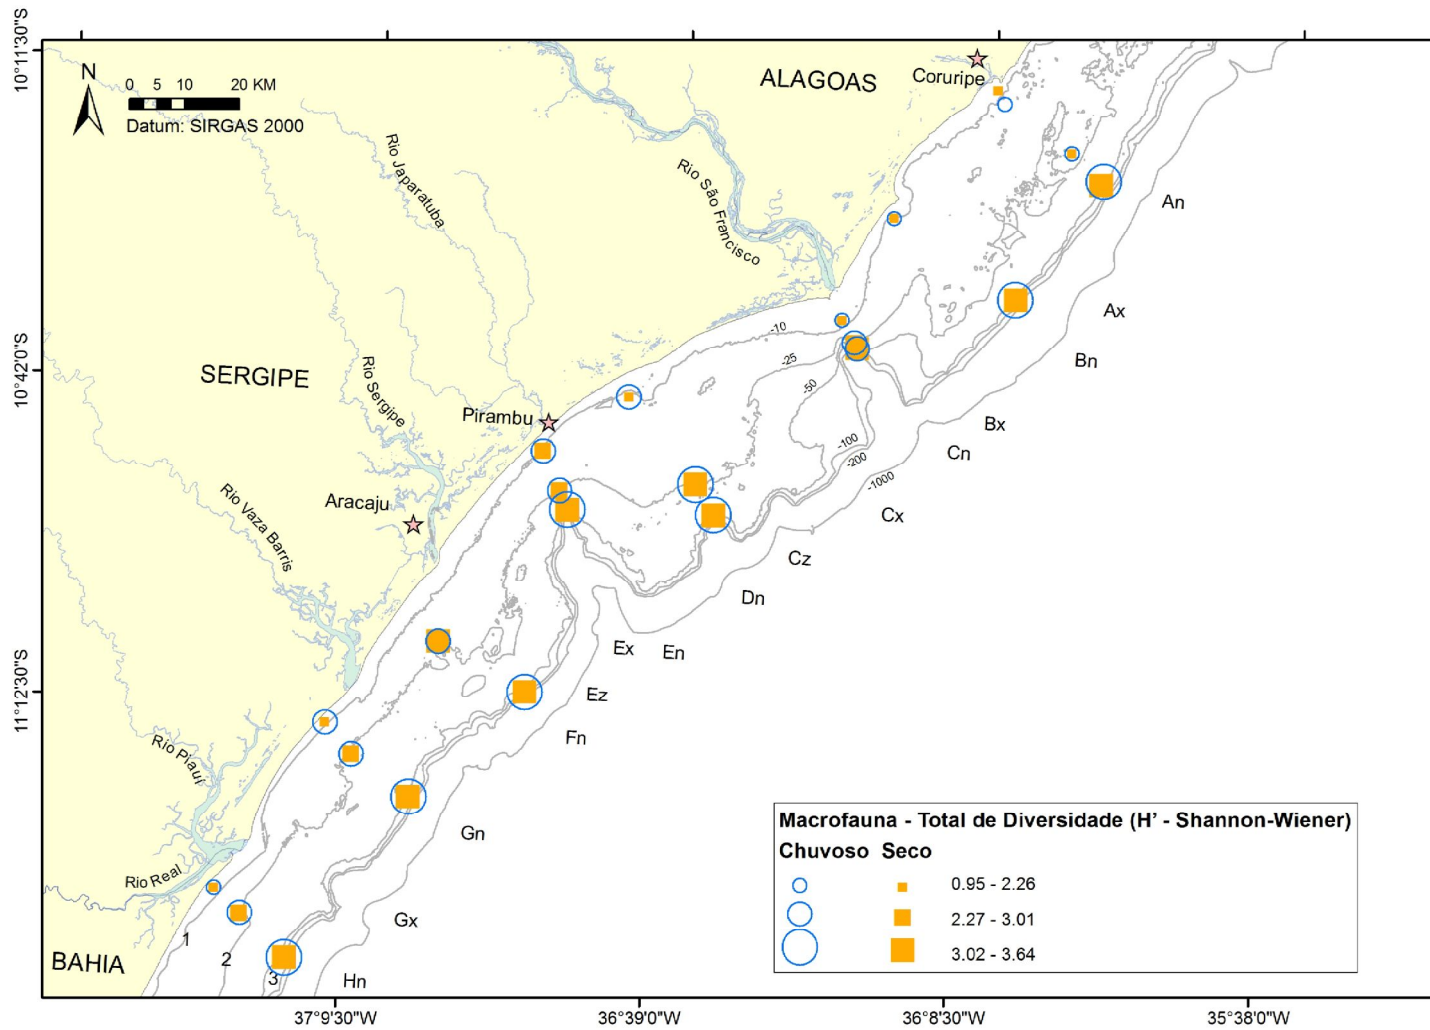 10°11'30"S
10°42'0"S
11°12'30"S
N
0 5 10 20 KM
Datum: SIRGAS 2000
ALAGOAS
Coruripe
Rio Japaratuba
Rio São Francisco
An
Ax
Bn
Bx
Cn
Cx
Cz
Dn
-10
-25
-50
-100
-200
-1000
SERGIPE
Rio Sergipe
Pirambu
Aracaju
Rio Vaza Barris
Ex
En
Ez
Fn
Gn
Gx
Hn
Rio Piauí
Rio Real
1
2
3
BAHIA
Macrofauna - Total de Diversidade (H' - Shannon-Wiener)
Chuvoso Seco
0.95 - 2.26
2.27 - 3.01
3.02 - 3.64
37°9'30"W
36°39'0"W
36°8'30"W
35°38'0"W